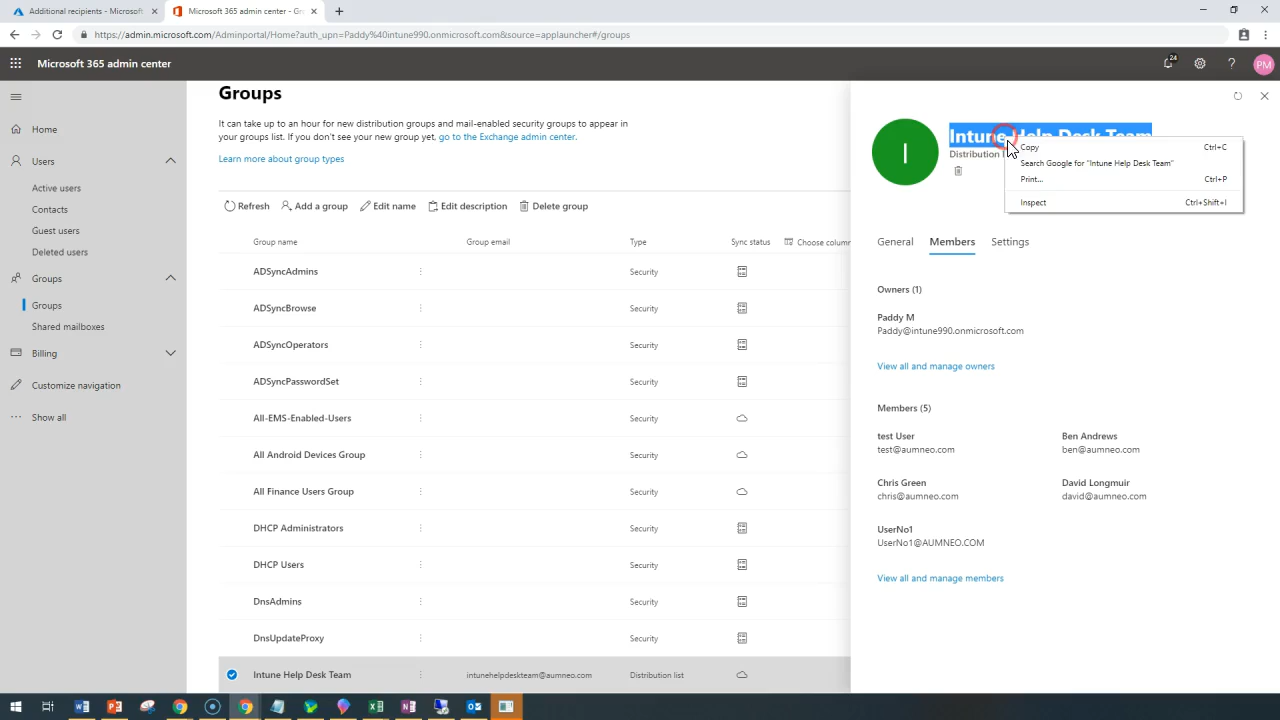 Additional recipients - Microsoft
Microsoft 365 admin center - Gr
https://admin.microsoft.com/Adminportal/Home?auth_upn=Paddy%40intune990.onmicrosoft.com&source=applauncher#/groups
Microsoft 365 admin center
24
?
PM
Home
Users
Active users
Contacts
Guest users
Deleted users
Groups
Groups
Shared mailboxes
Billing
Customize navigation
Show all
Groups
It can take up to an hour for new distribution groups and mail-enabled security groups to appear in
your groups list. If you don't see your new group yet, go to the Exchange admin center.
Learn more about group types
Refresh Add a group Edit name Edit description Delete group
Group name Group email Type Sync status Choose column
ADSyncAdmins Security
ADSyncBrowse Security
ADSyncOperators Security
ADSyncPasswordSet Security
All-EMS-Enabled-Users Security
All Android Devices Group Security
All Finance Users Group Security
DHCP Administrators Security
DHCP Users Security
DnsAdmins Security
DnsUpdateProxy Security
Intune Help Desk Team intunehelpdeskteam@aumneo.com Distribution list
I
Intune Help Desk Team
Distribution l
Copy Ctrl+C
Search Google for "Intune Help Desk Team"
Print... Ctrl+P
Inspect Ctrl+Shift+I
General Members Settings
Owners (1)
Paddy M
Paddy@intune990.onmicrosoft.com
View all and manage owners
Members (5)
test User Ben Andrews
test@aumneo.com ben@aumneo.com
Chris Green David Longmuir
chris@aumneo.com david@aumneo.com
UserNo1
UserNo1@AUMNEO.COM
View all and manage members